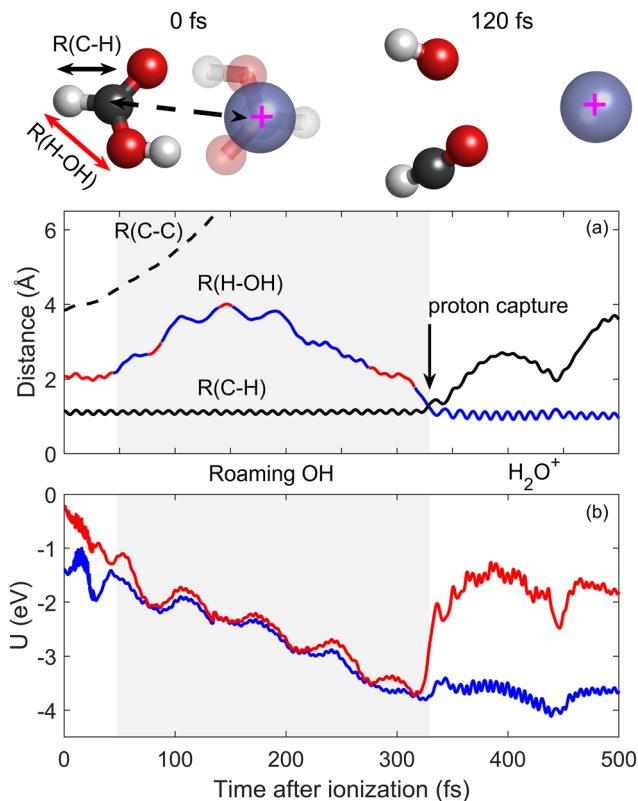 0 fs
120 fs
R(C-H)
R(H-OH)
+
+
(a)
R(C-C)
R(H-OH)
proton capture
R(C-H)
Distance (Å)
6
4
2
0
Roaming OH
H₂O⁺
(b)
U (eV)
0
-1
-2
-3
-4
0
100
200
300
400
500
Time after ionization (fs)